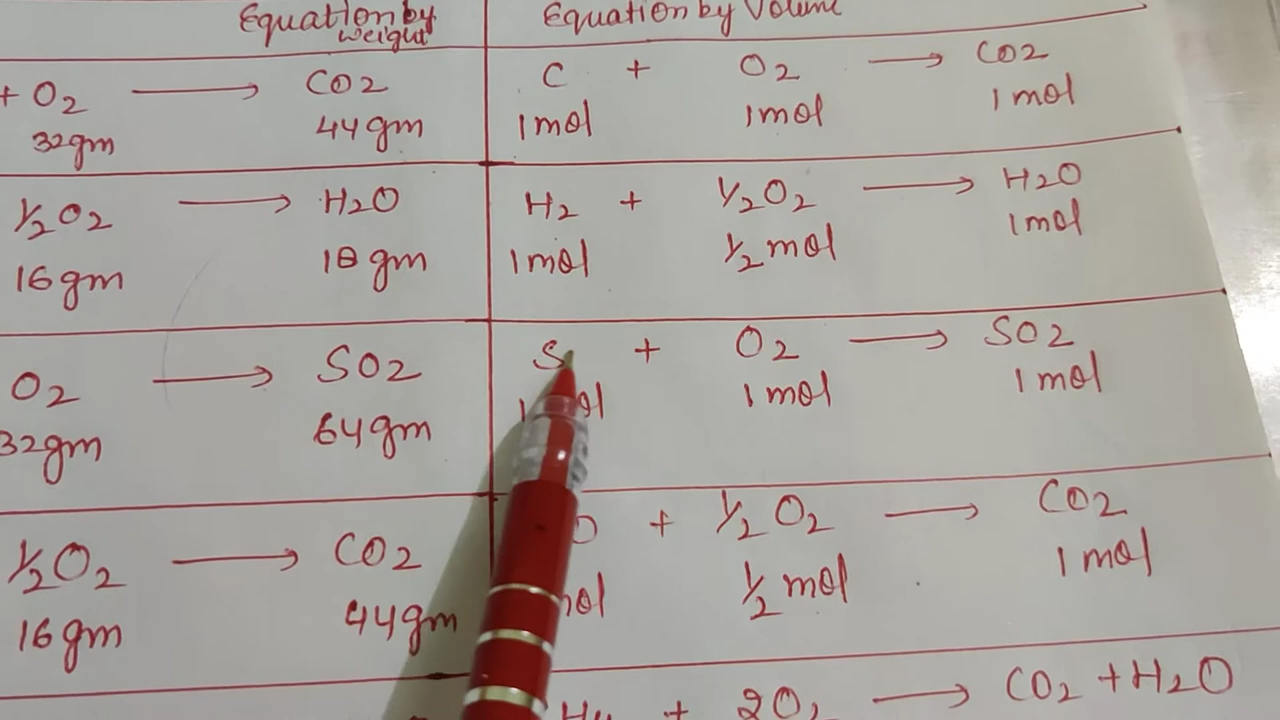 Equation by weight Equation by Volume
+ O2 → CO2 C + O2 → CO2
32gm 44gm 1mol 1mol 1mol
1/2O2 → H2O H2 + 1/2O2 → H2O
16gm 18gm 1mol 1/2mol 1mol
O2 → SO2 S + O2 → SO2
32gm 64gm 1mol 1mol
1/2O2 → CO2 + 1/2O2 → CO2
16gm 44gm 1/2mol 1mol
+ 2O2 → CO2 + H2O